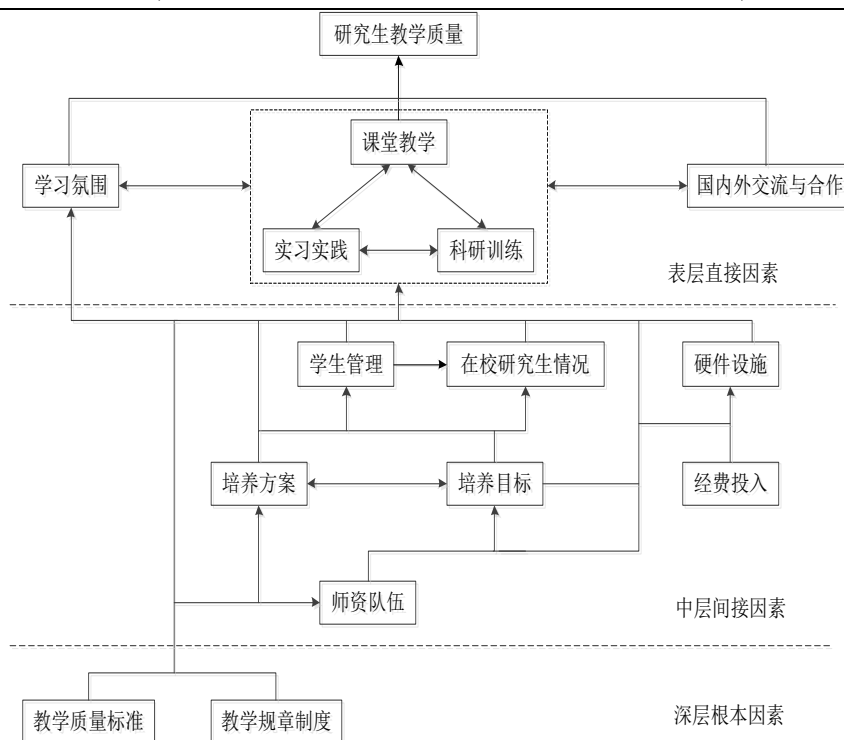 研究生教学质量
课堂教学
学习氛围
国内外交流与合作
实习实践
科研训练
表层直接因素
学生管理
在校研究生情况
硬件设施
培养方案
培养目标
经费投入
师资队伍
中层间接因素
教学质量标准
教学规章制度
深层根本因素